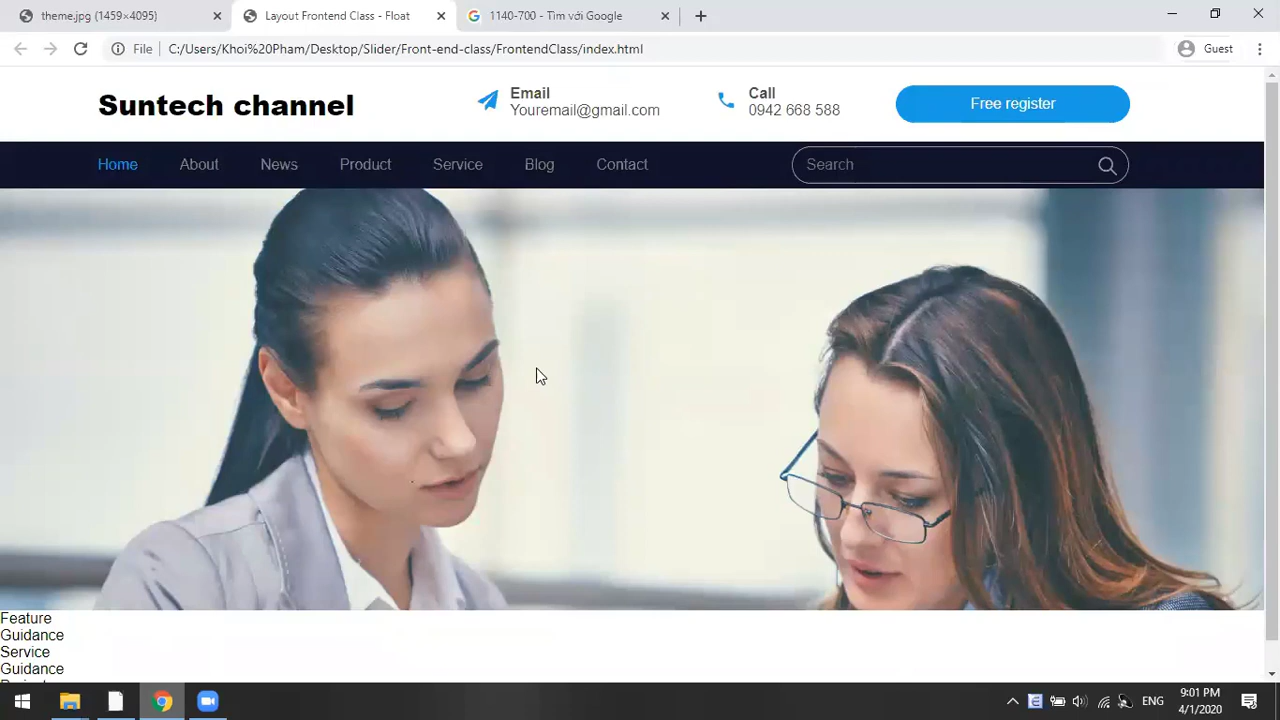 theme.jpg (1459×4095)
Layout Frontend Class - Float
1140-700 - Tìm với Google
File
C:/Users/Khoi%20Pham/Desktop/Slider/Front-end-class/FrontendClass/index.html
Guest
Suntech channel
Email
Youremail@gmail.com
Call
0942 668 588
Free register
Home About News Product Service Blog Contact
Search
Feature
Guidance
Service
Guidance
ENG
9:01 PM
4/1/2020